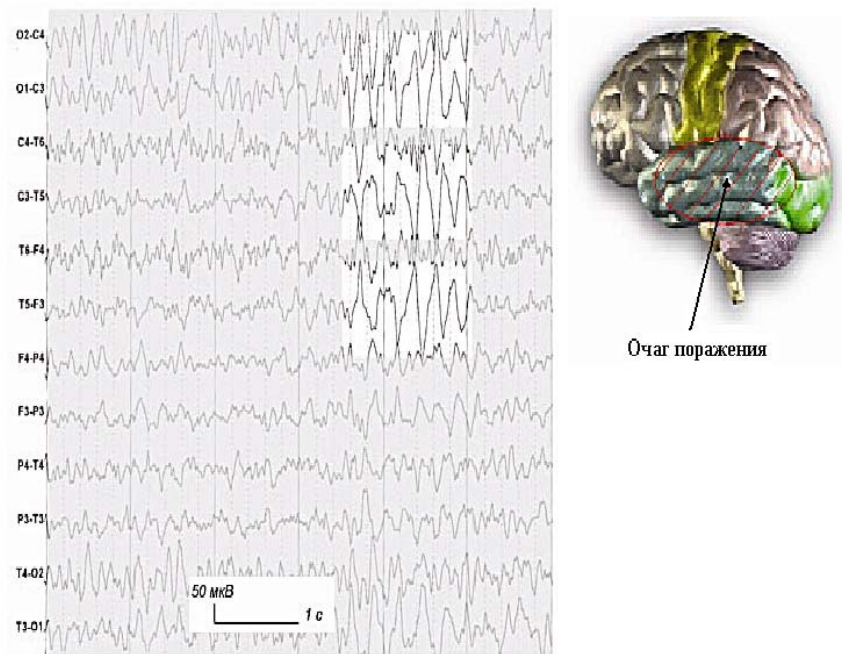 O2-C4
O1-C3
C4-T6
C3-T5
T6-F4
T5-F3
F4-P4
F3-P3
P4-T4
P3-T3
T4-O2
T3-O1
50 мкВ
1 с
Очаг поражения